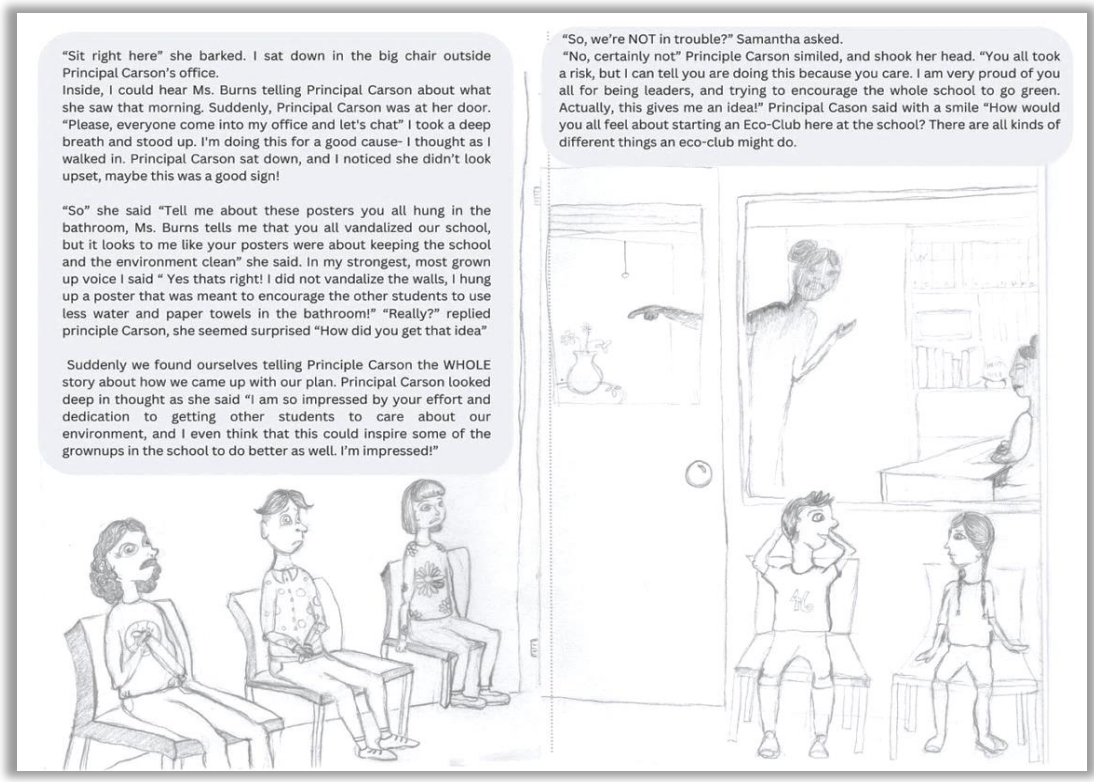 “Sit right here” she barked. I sat down in the big chair outside
Principal Carson’s office.
Inside, I could hear Ms. Burns telling Principal Carson about what
she saw that morning. Suddenly, Principal Carson was at her door.
“Please, everyone come into my office and let's chat” I took a deep
breath and stood up. I'm doing this for a good cause- I thought as I
walked in. Principal Carson sat down, and I noticed she didn’t look
upset, maybe this was a good sign!
“So” she said “Tell me about these posters you all hung in the
bathroom, Ms. Burns tells me that you all vandalized our school,
but it looks to me like your posters were about keeping the school
and the environment clean” she said. In my strongest, most grown
up voice I said “ Yes thats right! I did not vandalize the walls, I hung
up a poster that was meant to encourage the other students to use
less water and paper towels in the bathroom!” “Really?” replied
principle Carson, she seemed surprised “How did you get that idea”
Suddenly we found ourselves telling Principle Carson the WHOLE
story about how we came up with our plan. Principal Carson looked
deep in thought as she said “I am so impressed by your effort and
dedication to getting other students to care about our
environment, and I even think that this could inspire some of the
grownups in the school to do better as well. I’m impressed!”
“So, we’re NOT in trouble?” Samantha asked.
“No, certainly not” Principle Carson similed, and shook her head. “You all took
a risk, but I can tell you are doing this because you care. I am very proud of you
all for being leaders, and trying to encourage the whole school to go green.
Actually, this gives me an idea!” Principal Cason said with a smile “How would
you all feel about starting an Eco-Club here at the school? There are all kinds of
different things an eco-club might do.